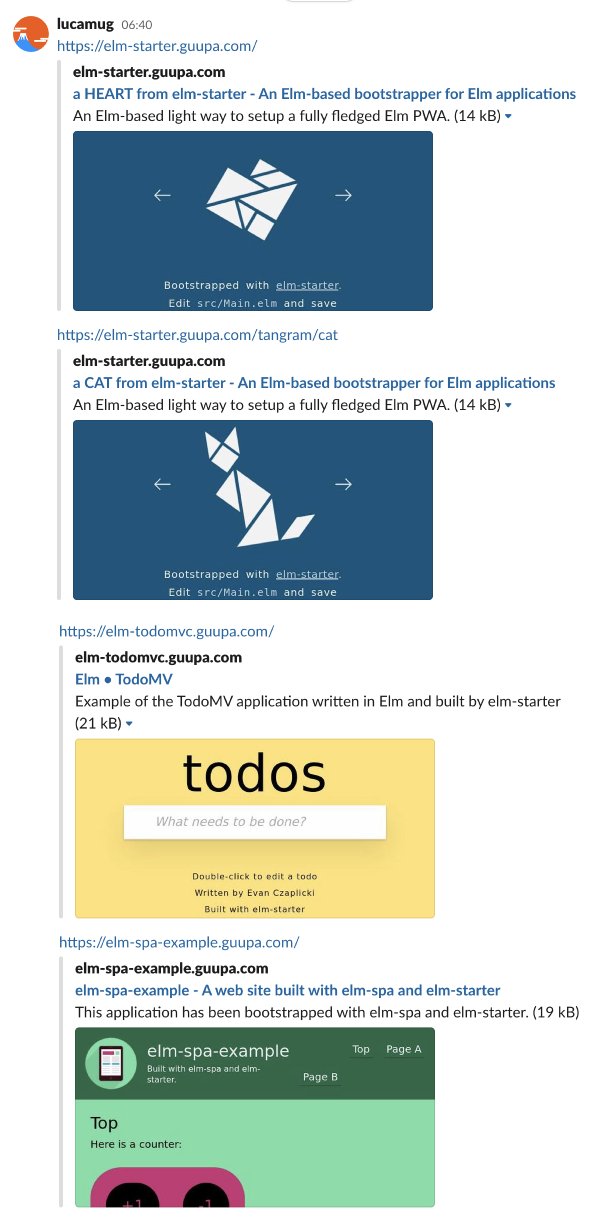 lucamug 06:40
https://elm-starter.guupa.com/
elm-starter.guupa.com
a HEART from elm-starter - An Elm-based bootstrapper for Elm applications
An Elm-based light way to setup a fully fledged Elm PWA. (14 kB)
← →
Bootstrapped with elm-starter.
Edit src/Main.elm and save
https://elm-starter.guupa.com/tangram/cat
elm-starter.guupa.com
a CAT from elm-starter - An Elm-based bootstrapper for Elm applications
An Elm-based light way to setup a fully fledged Elm PWA. (14 kB)
← →
Bootstrapped with elm-starter.
Edit src/Main.elm and save
https://elm-todomvc.guupa.com/
elm-todomvc.guupa.com
Elm • TodoMV
Example of the TodoMV application written in Elm and built by elm-starter
(21 kB)
todos
What needs to be done?
Double-click to edit a todo
Written by Evan Czaplicki
Built with elm-starter
https://elm-spa-example.guupa.com/
elm-spa-example.guupa.com
elm-spa-example - A web site built with elm-spa and elm-starter
This application has been bootstrapped with elm-spa and elm-starter. (19 kB)
elm-spa-example Top Page A
Built with elm-spa and elm-
starter.
Page B
Top
Here is a counter:
+1 -1